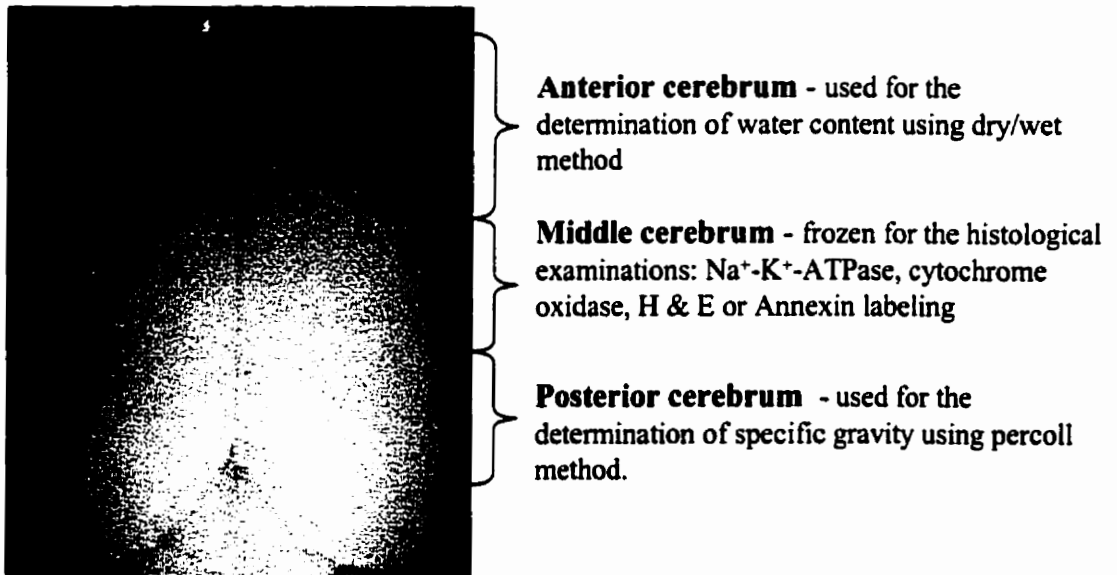 Anterior cerebrum - used for the
determination of water content using dry/wet
method
Middle cerebrum - frozen for the histological
examinations: Na⁺-K⁺-ATPase, cytochrome
oxidase, H & E or Annexin labeling
Posterior cerebrum - used for the
determination of specific gravity using percoll
method.